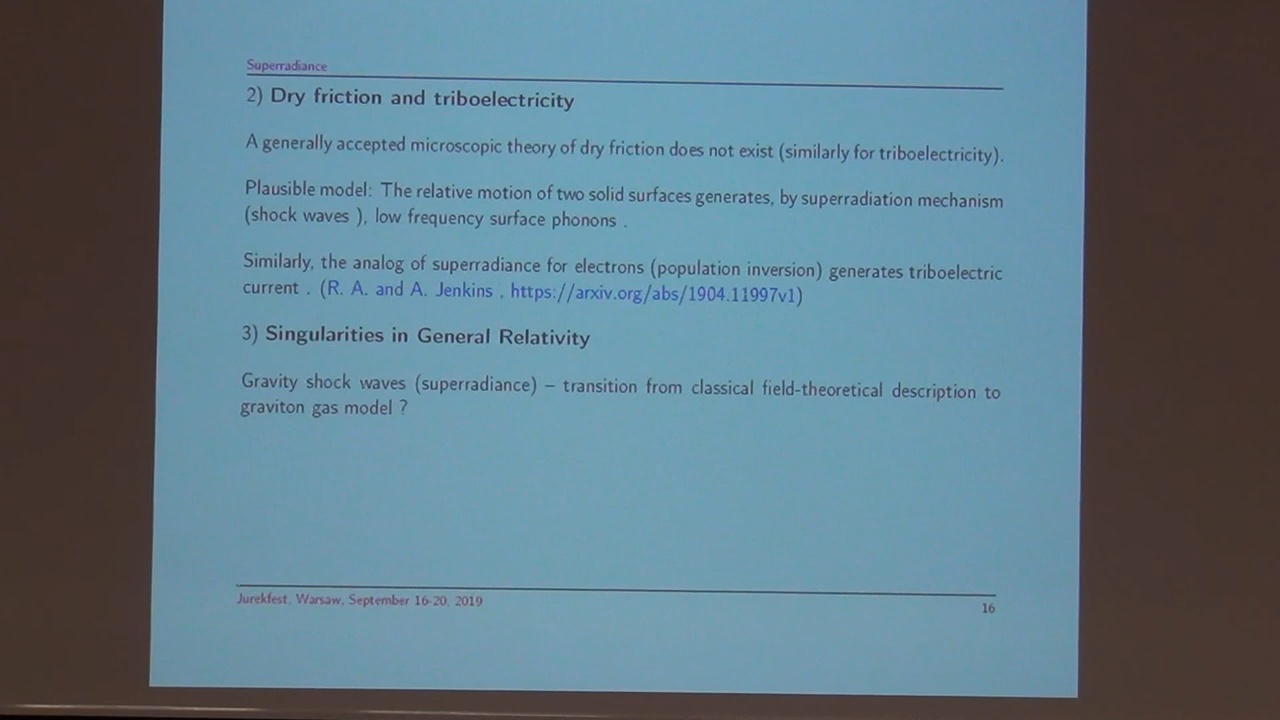 Superradiance
2) Dry friction and triboelectricity
A generally accepted microscopic theory of dry friction does not exist (similarly for triboelectricity).
Plausible model: The relative motion of two solid surfaces generates, by superradiation mechanism
(shock waves ), low frequency surface phonons .
Similarly, the analog of superradiance for electrons (population inversion) generates triboelectric
current . (R. A. and A. Jenkins , https://arxiv.org/abs/1904.11997v1)
3) Singularities in General Relativity
Gravity shock waves (superradiance) – transition from classical field-theoretical description to
graviton gas model ?
Jurekfest, Warsaw, September 16-20, 2019
16